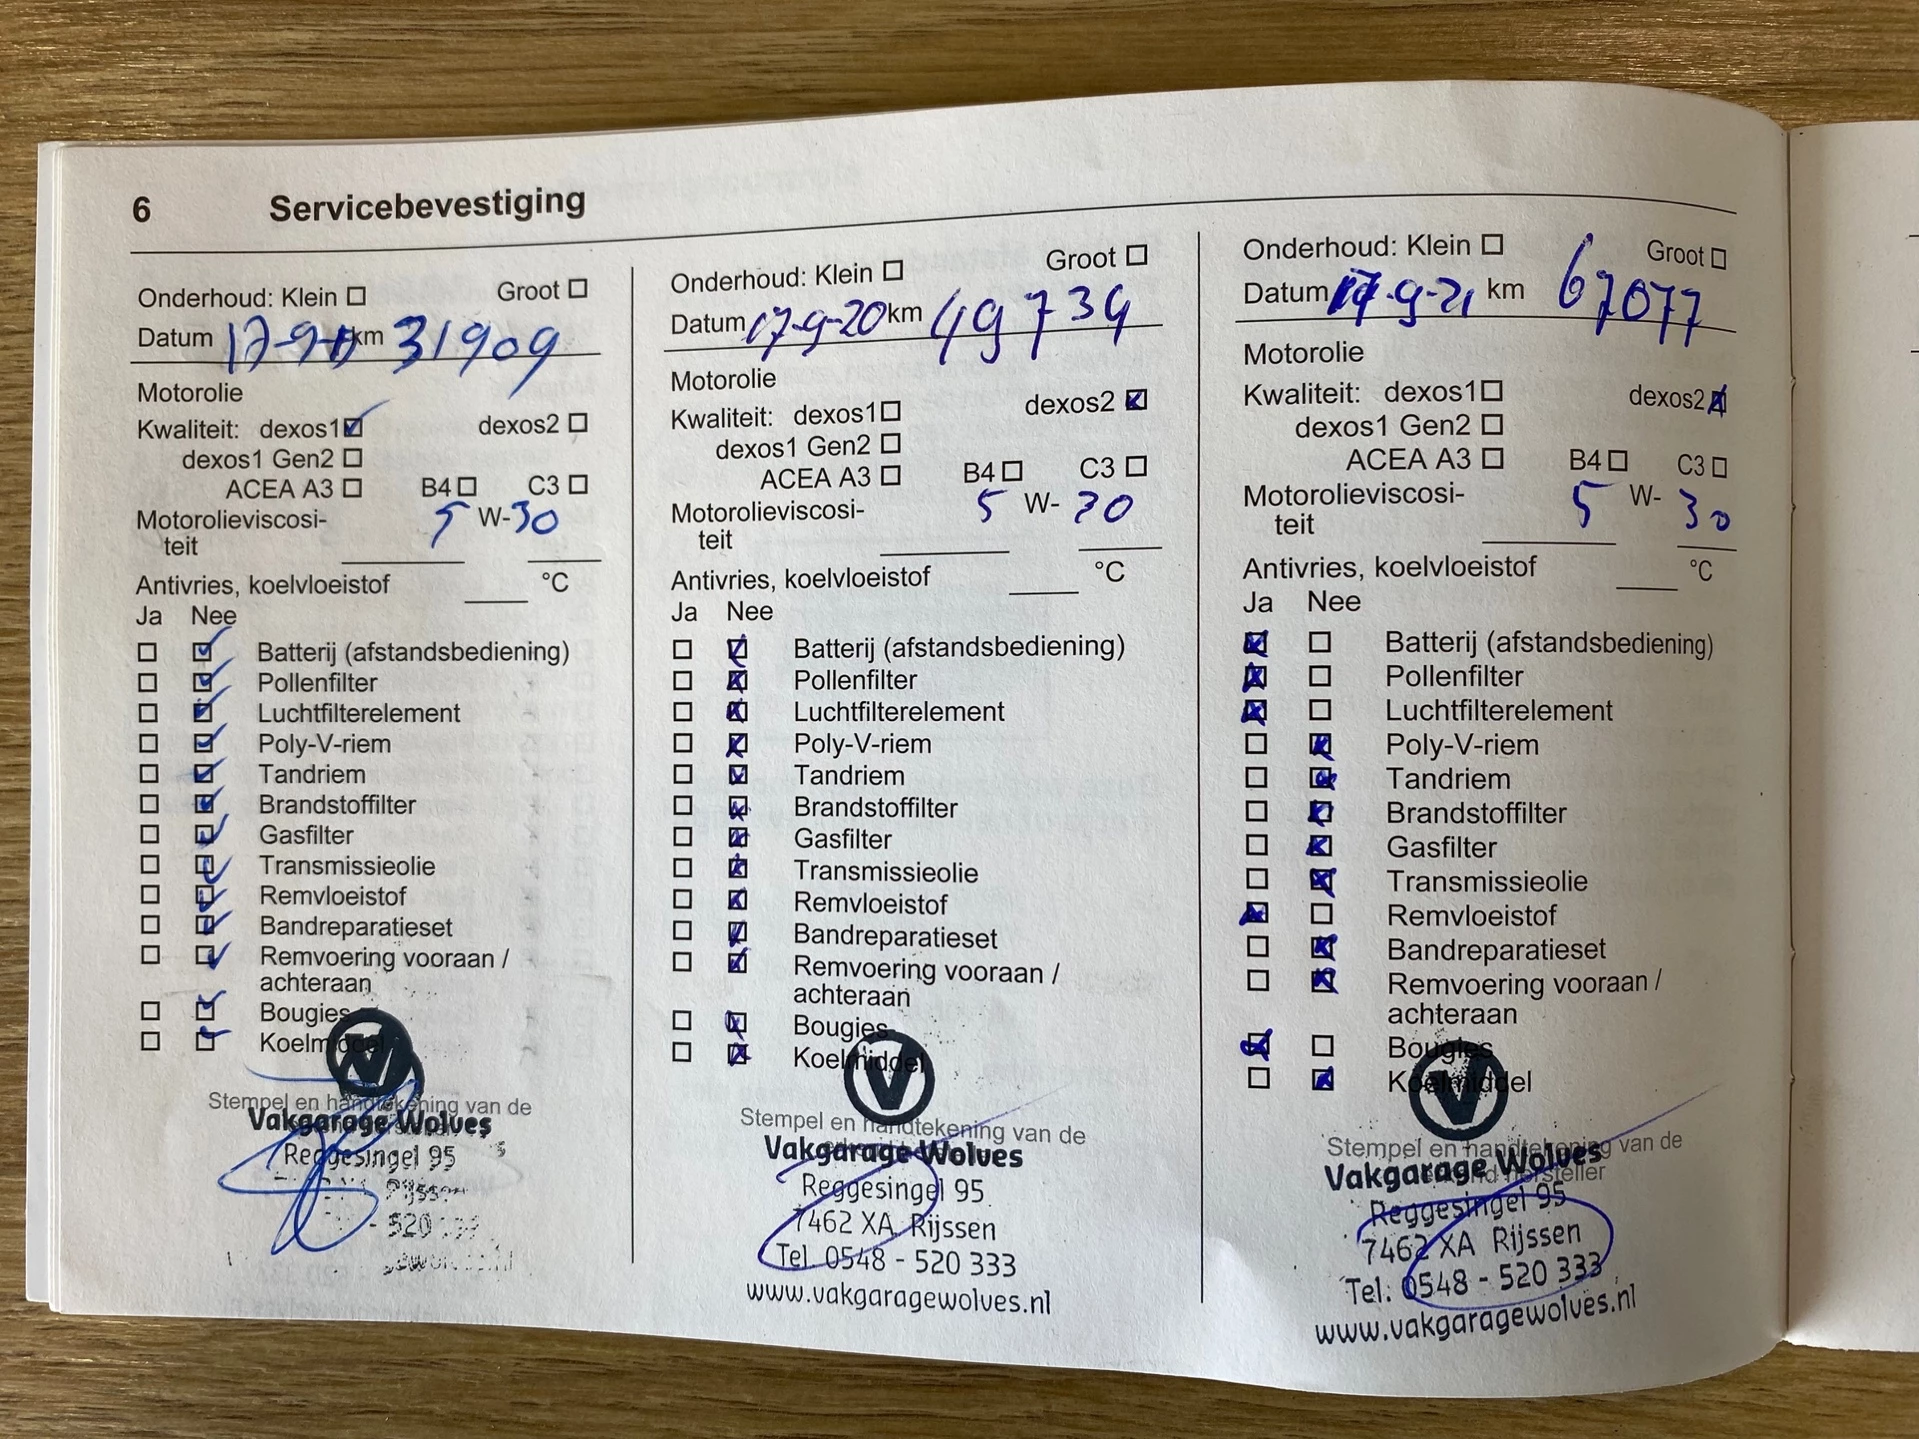 6 Servicebevestiging
Onderhoud: Klein Groot
Datum km 31909
Motorolie
Kwaliteit: dexos1 dexos2
dexos1 Gen2
ACEA A3 B4 C3
Motorolieviscosi- 5 W-30
teit
Antivries, koelvloeistof °C
Ja Nee
Batterij (afstandsbediening)
Pollenfilter
Luchtfilterelement
Poly-V-riem
Tandriem
Brandstoffilter
Gasfilter
Transmissieolie
Remvloeistof
Bandreparatieset
Remvoering vooraan /
achteraan
Bougies
Koelmiddel
Stempel en handtekening van de
Vakgarage Wolves
Reggesingel 95
Rijssen
- 520
Onderhoud: Klein Groot
Datum 17-9-20 km 49734
Motorolie
Kwaliteit: dexos1 dexos2
dexos1 Gen2
ACEA A3 B4 C3
Motorolieviscosi- 5 W-30
teit
Antivries, koelvloeistof °C
Ja Nee
Batterij (afstandsbediening)
Pollenfilter
Luchtfilterelement
Poly-V-riem
Tandriem
Brandstoffilter
Gasfilter
Transmissieolie
Remvloeistof
Bandreparatieset
Remvoering vooraan /
achteraan
Bougies
Koelmiddel
Stempel en handtekening van de
Vakgarage Wolves
Reggesingel 95
7462 XA Rijssen
Tel. 0548 - 520 333
www.vakgaragewolves.nl
Onderhoud: Klein Groot
Datum 17-9-21 km 67077
Motorolie
Kwaliteit: dexos1 dexos2
dexos1 Gen2
ACEA A3 B4 C3
Motorolieviscosi- 5 W-30
teit
Antivries, koelvloeistof °C
Ja Nee
Batterij (afstandsbediening)
Pollenfilter
Luchtfilterelement
Poly-V-riem
Tandriem
Brandstoffilter
Gasfilter
Transmissieolie
Remvloeistof
Bandreparatieset
Remvoering vooraan /
achteraan
Bougies
Koelmiddel
Stempel en handtekening van de
erkend hersteller
Vakgarage Wolves
Reggesingel 95
7462 XA Rijssen
Tel: 0548 - 520 333
www.vakgaragewolves.nl